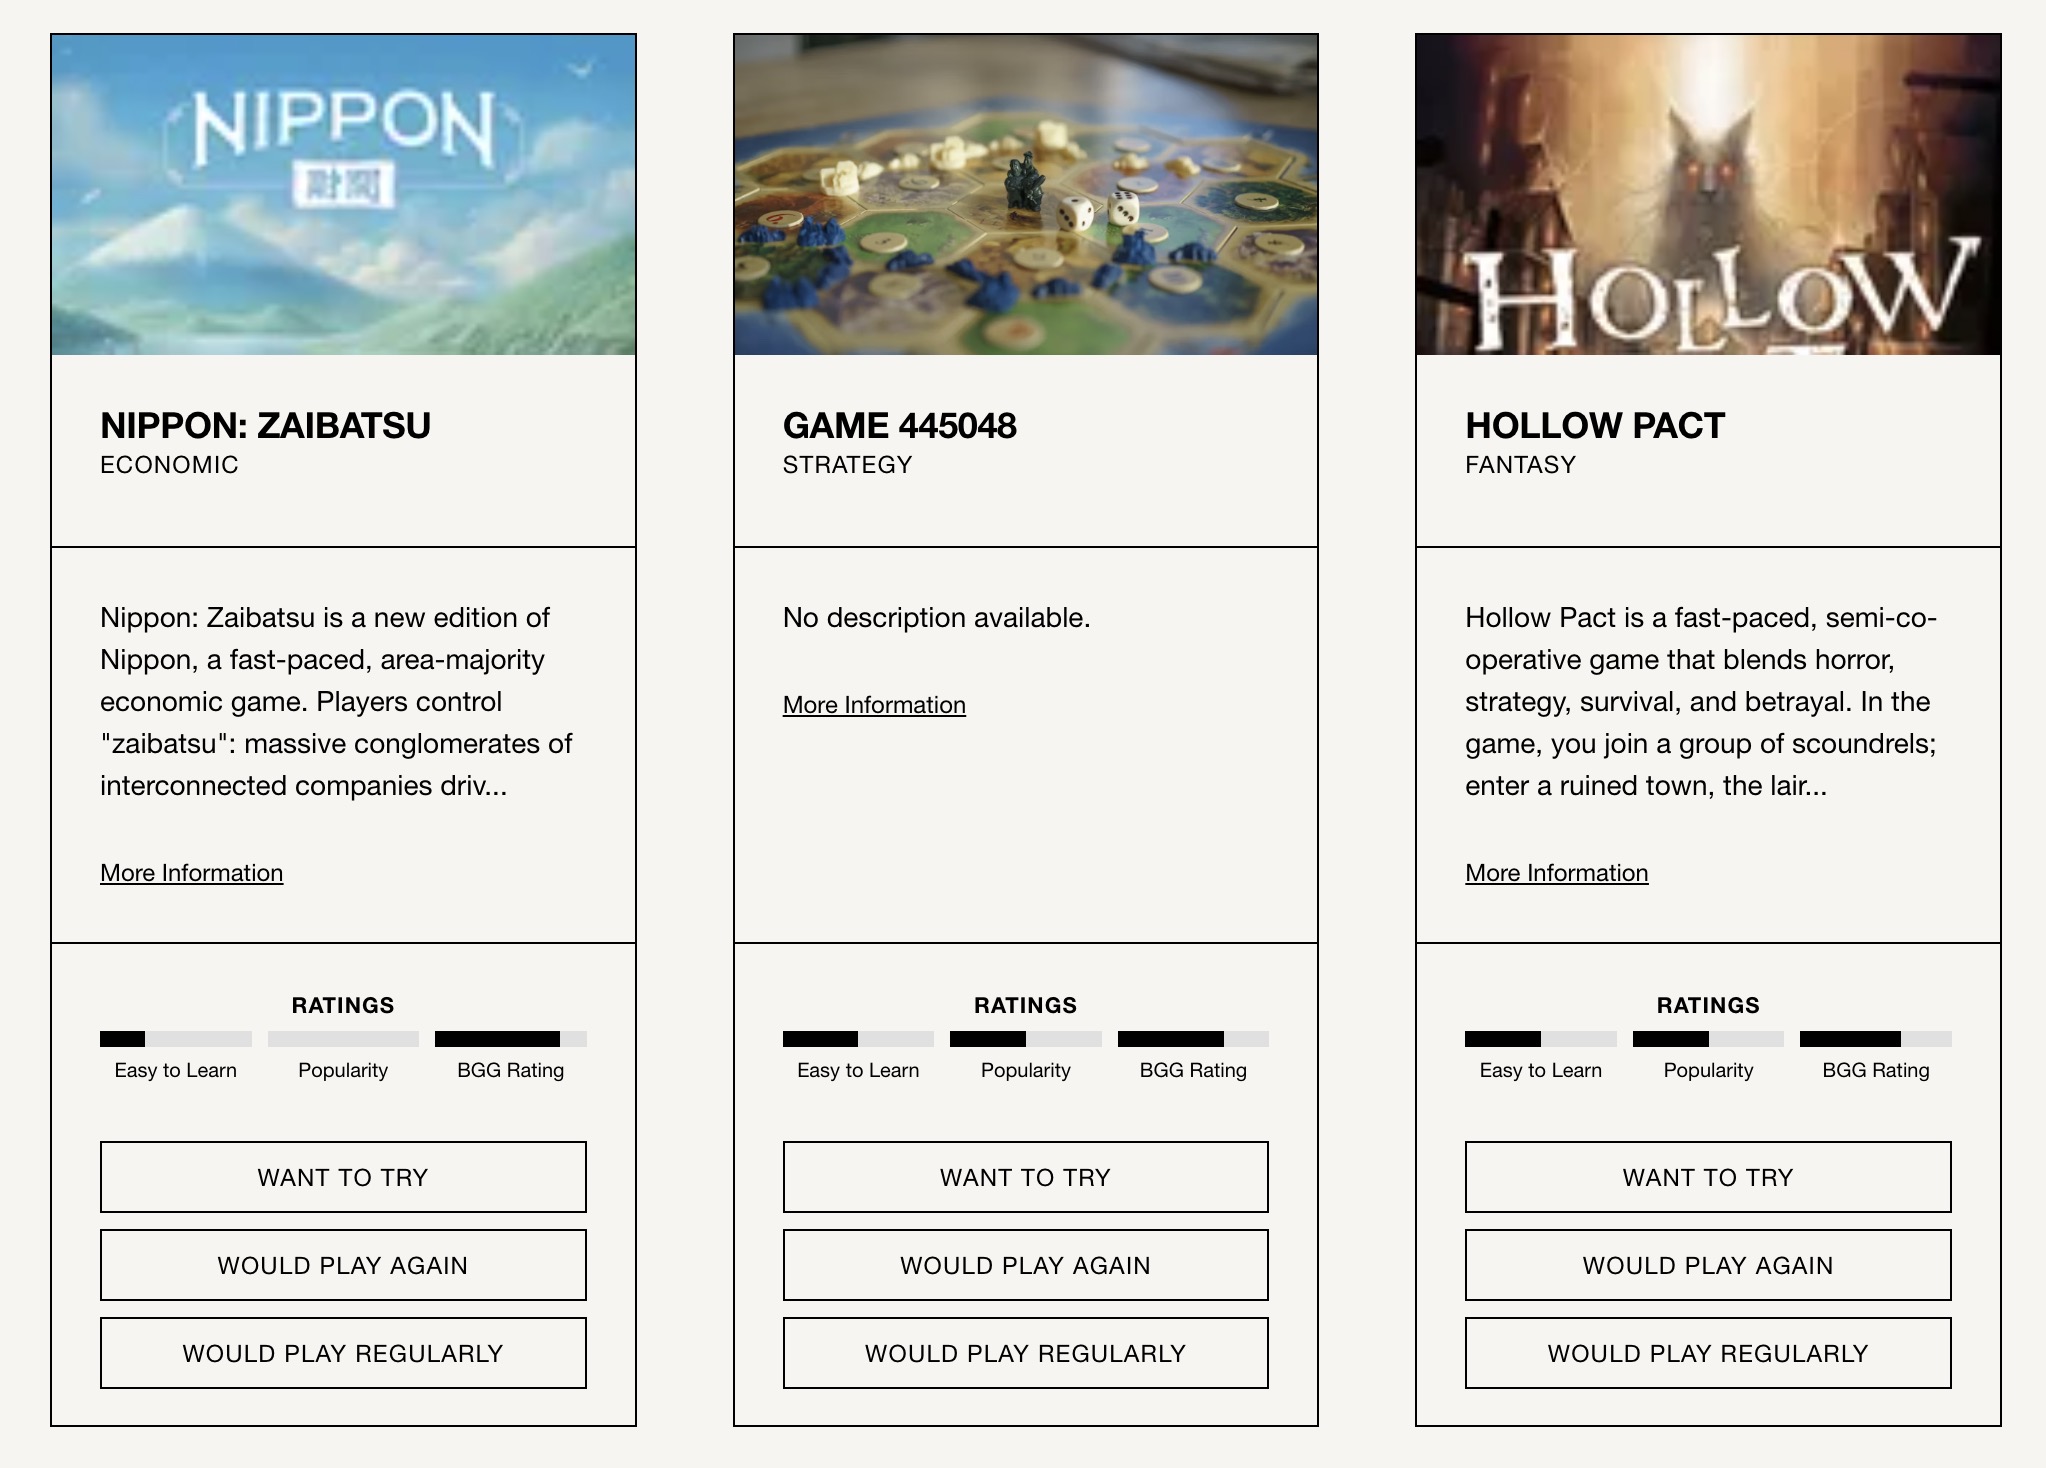 NIPPON
NIPPON: ZAIBATSU
ECONOMIC
Nippon: Zaibatsu is a new edition of
Nippon, a fast-paced, area-majority
economic game. Players control
"zaibatsu": massive conglomerates of
interconnected companies driv...
More Information
RATINGS
Easy to Learn
Popularity
BGG Rating
WANT TO TRY
WOULD PLAY AGAIN
WOULD PLAY REGULARLY
GAME 445048
STRATEGY
No description available.
More Information
RATINGS
Easy to Learn
Popularity
BGG Rating
WANT TO TRY
WOULD PLAY AGAIN
WOULD PLAY REGULARLY
HOLLOW
HOLLOW PACT
FANTASY
Hollow Pact is a fast-paced, semi-co-
operative game that blends horror,
strategy, survival, and betrayal. In the
game, you join a group of scoundrels;
enter a ruined town, the lair...
More Information
RATINGS
Easy to Learn
Popularity
BGG Rating
WANT TO TRY
WOULD PLAY AGAIN
WOULD PLAY REGULARLY